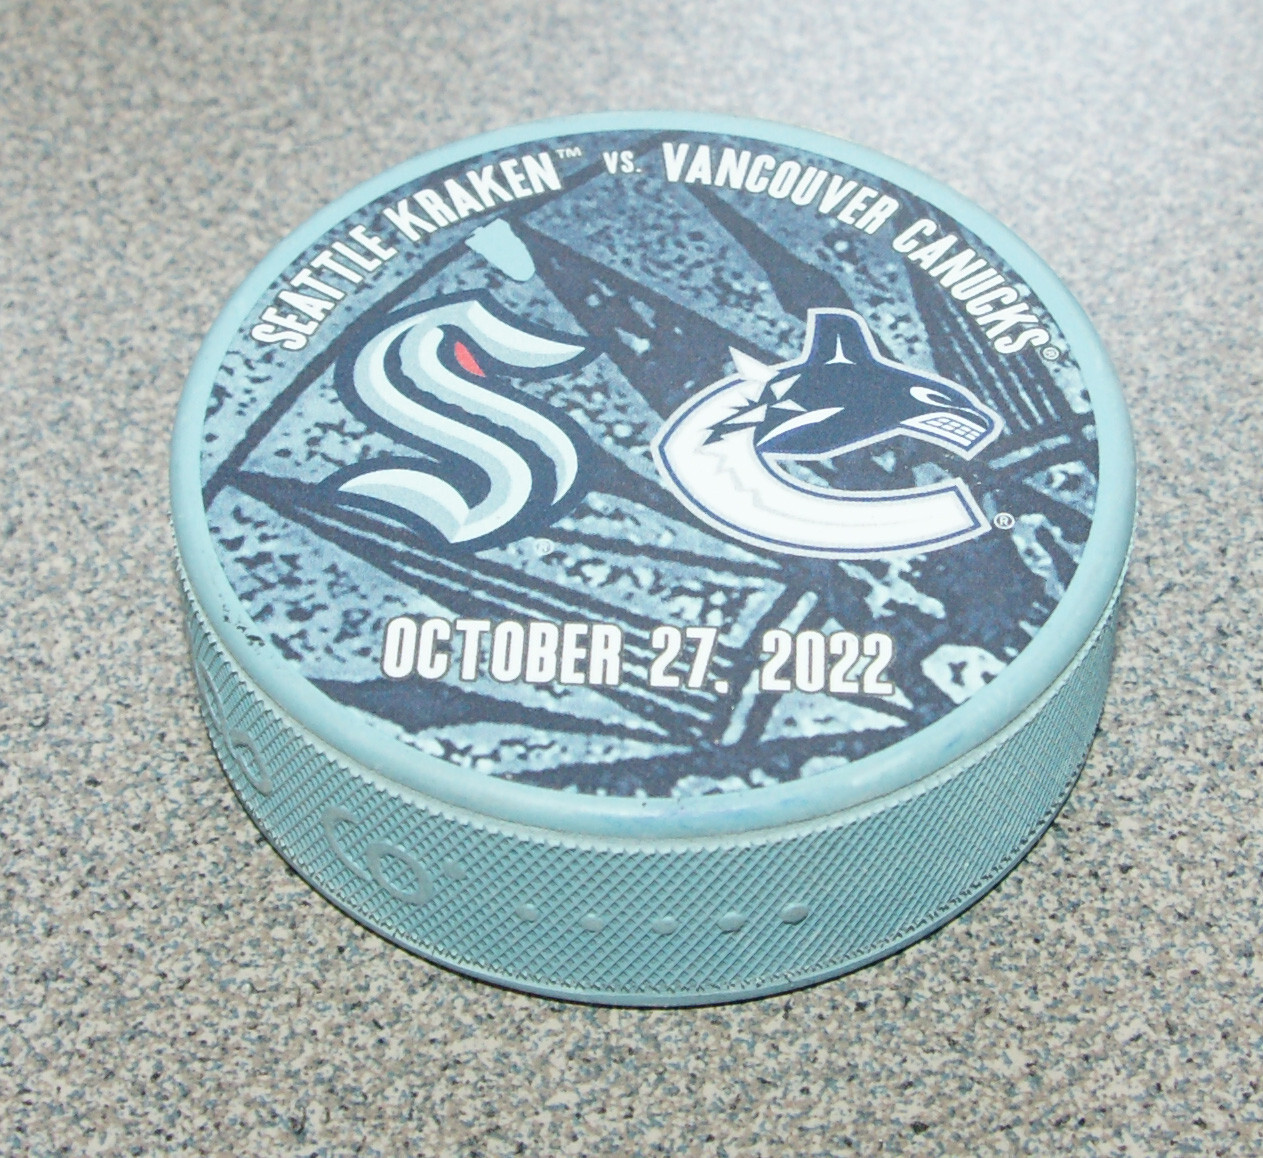 SEATTLE KRAKEN™ VS. VANCOUVER CANUCKS®
®
®
OCTOBER 27, 2022